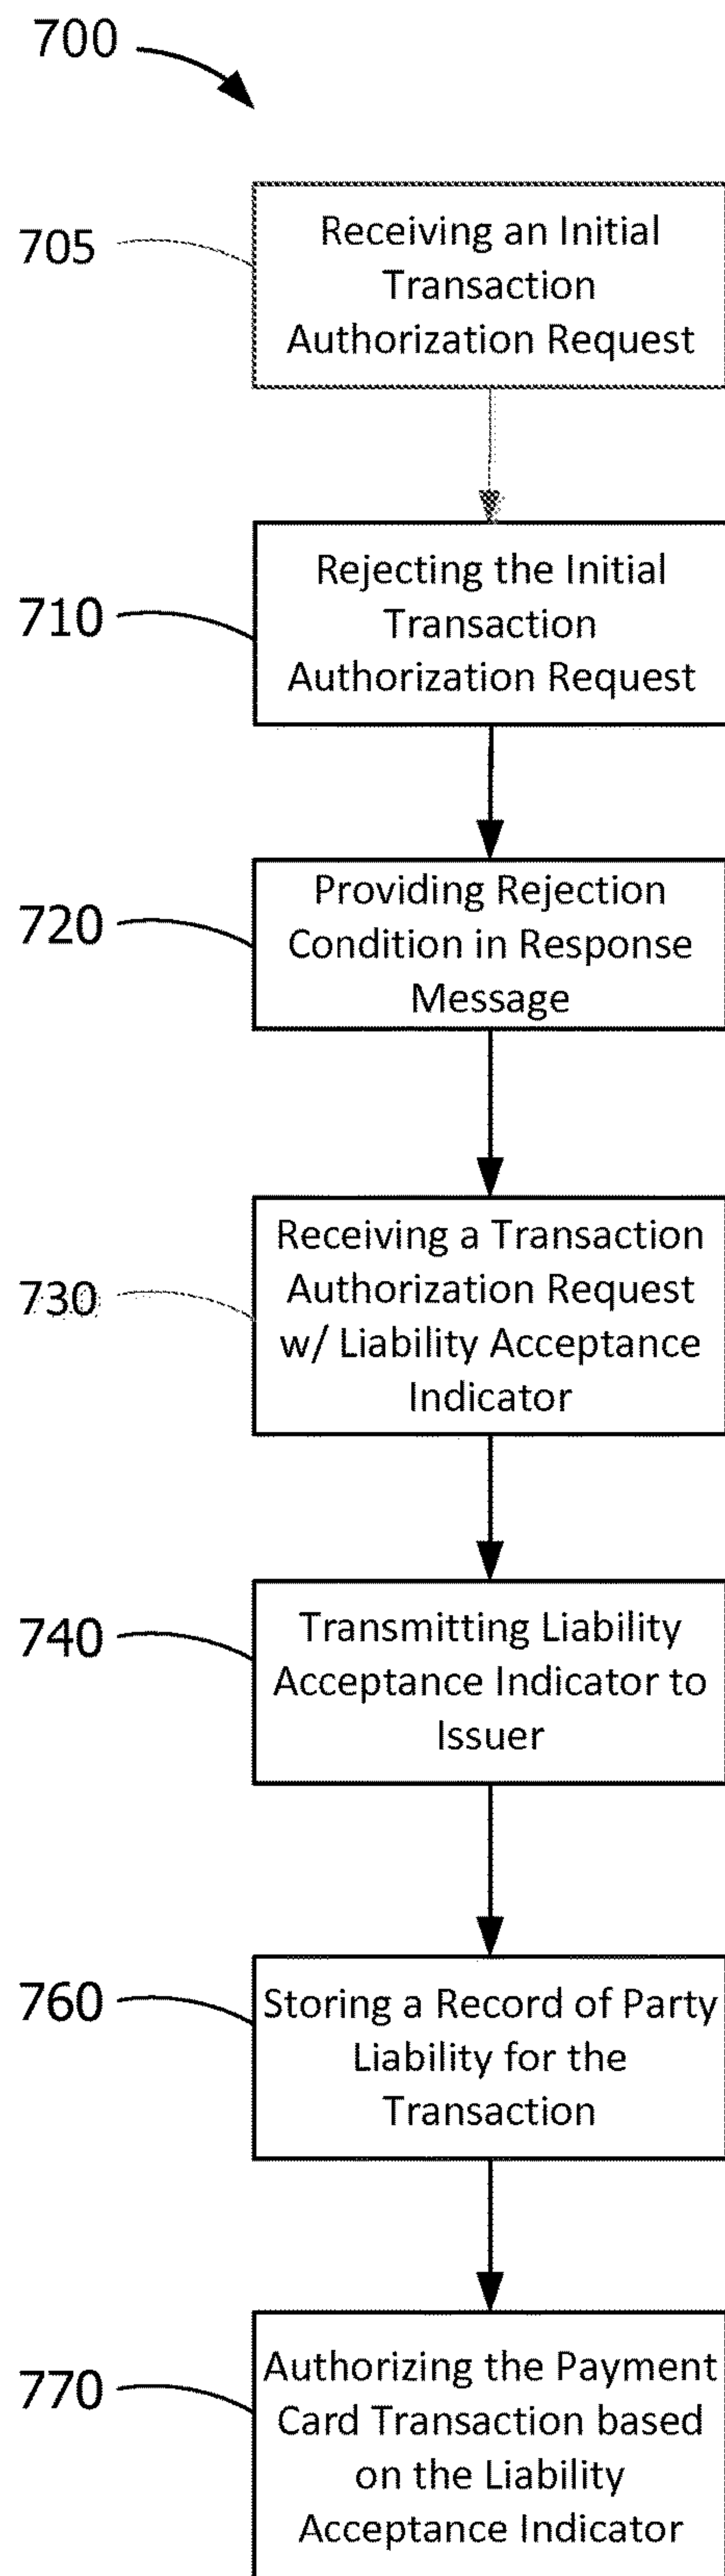 700
705
Receiving an Initial
Transaction
Authorization Request
710
Rejecting the Initial
Transaction
Authorization Request
720
Providing Rejection
Condition in Response
Message
730
Receiving a Transaction
Authorization Request
w/ Liability Acceptance
Indicator
740
Transmitting Liability
Acceptance Indicator to
Issuer
760
Storing a Record of Party
Liability for the
Transaction
770
Authorizing the Payment
Card Transaction based
on the Liability
Acceptance Indicator